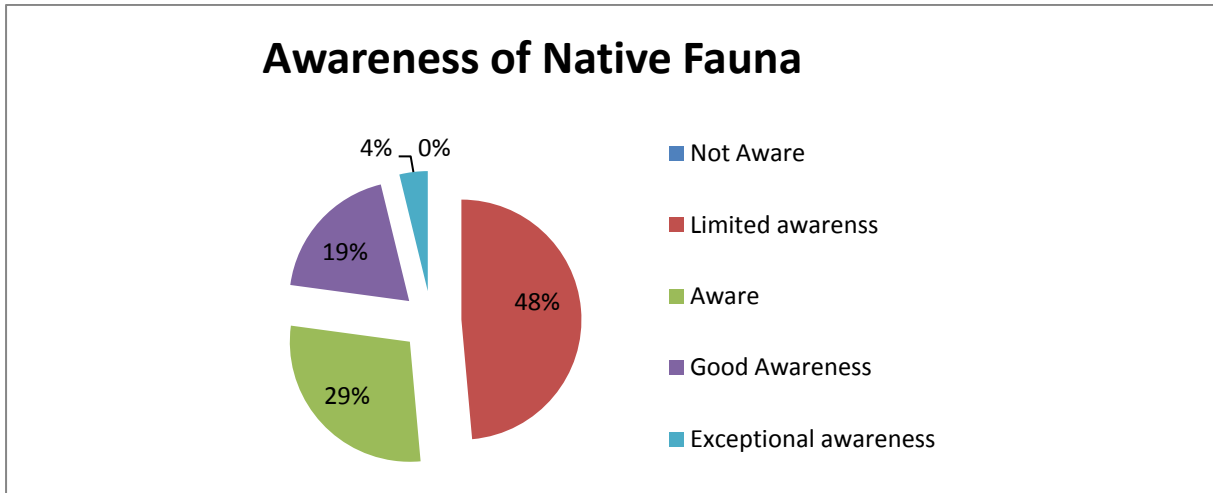 Awareness of Native Fauna
4% 0%
19%
48%
29%
Not Aware
Limited awarenss
Aware
Good Awareness
Exceptional awareness